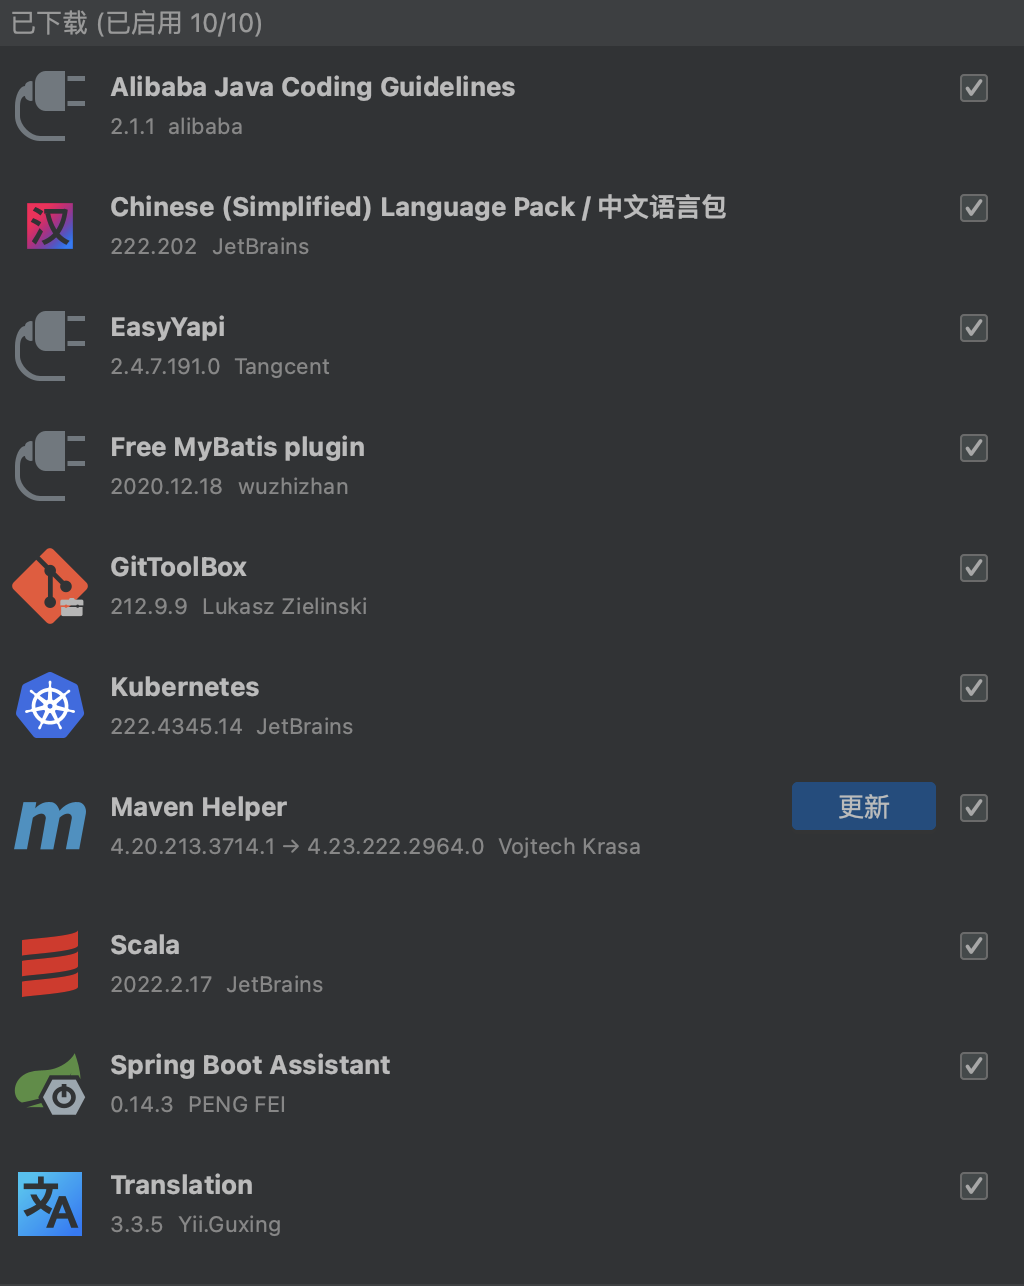 已下载 (已启用 10/10)
Alibaba Java Coding Guidelines
2.1.1 alibaba
汉
Chinese (Simplified) Language Pack / 中文语言包
222.202 JetBrains
EasyYapi
2.4.7.191.0 Tangcent
Free MyBatis plugin
2020.12.18 wuzhizhan
GitToolBox
212.9.9 Lukasz Zielinski
Kubernetes
222.4345.14 JetBrains
m
Maven Helper
更新
4.20.213.3714.1 → 4.23.222.2964.0 Vojtech Krasa
Scala
2022.2.17 JetBrains
Spring Boot Assistant
0.14.3 PENG FEI
文A
Translation
3.3.5 Yii.Guxing